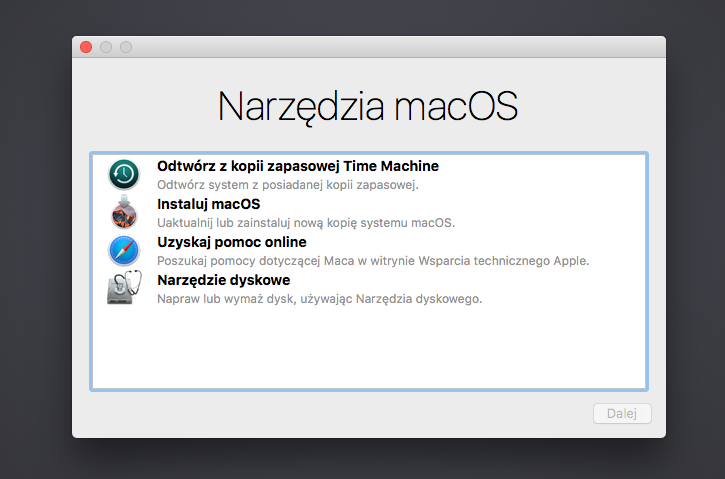 Narzędzia macOS
Odtwórz z kopii zapasowej Time Machine
Odtwórz system z posiadanej kopii zapasowej.
Instaluj macOS
Uaktualnij lub zainstaluj nową kopię systemu macOS.
Uzyskaj pomoc online
Poszukaj pomocy dotyczącej Maca w witrynie Wsparcia technicznego Apple.
Narzędzie dyskowe
Napraw lub wymaż dysk, używając Narzędzia dyskowego.
Dalej